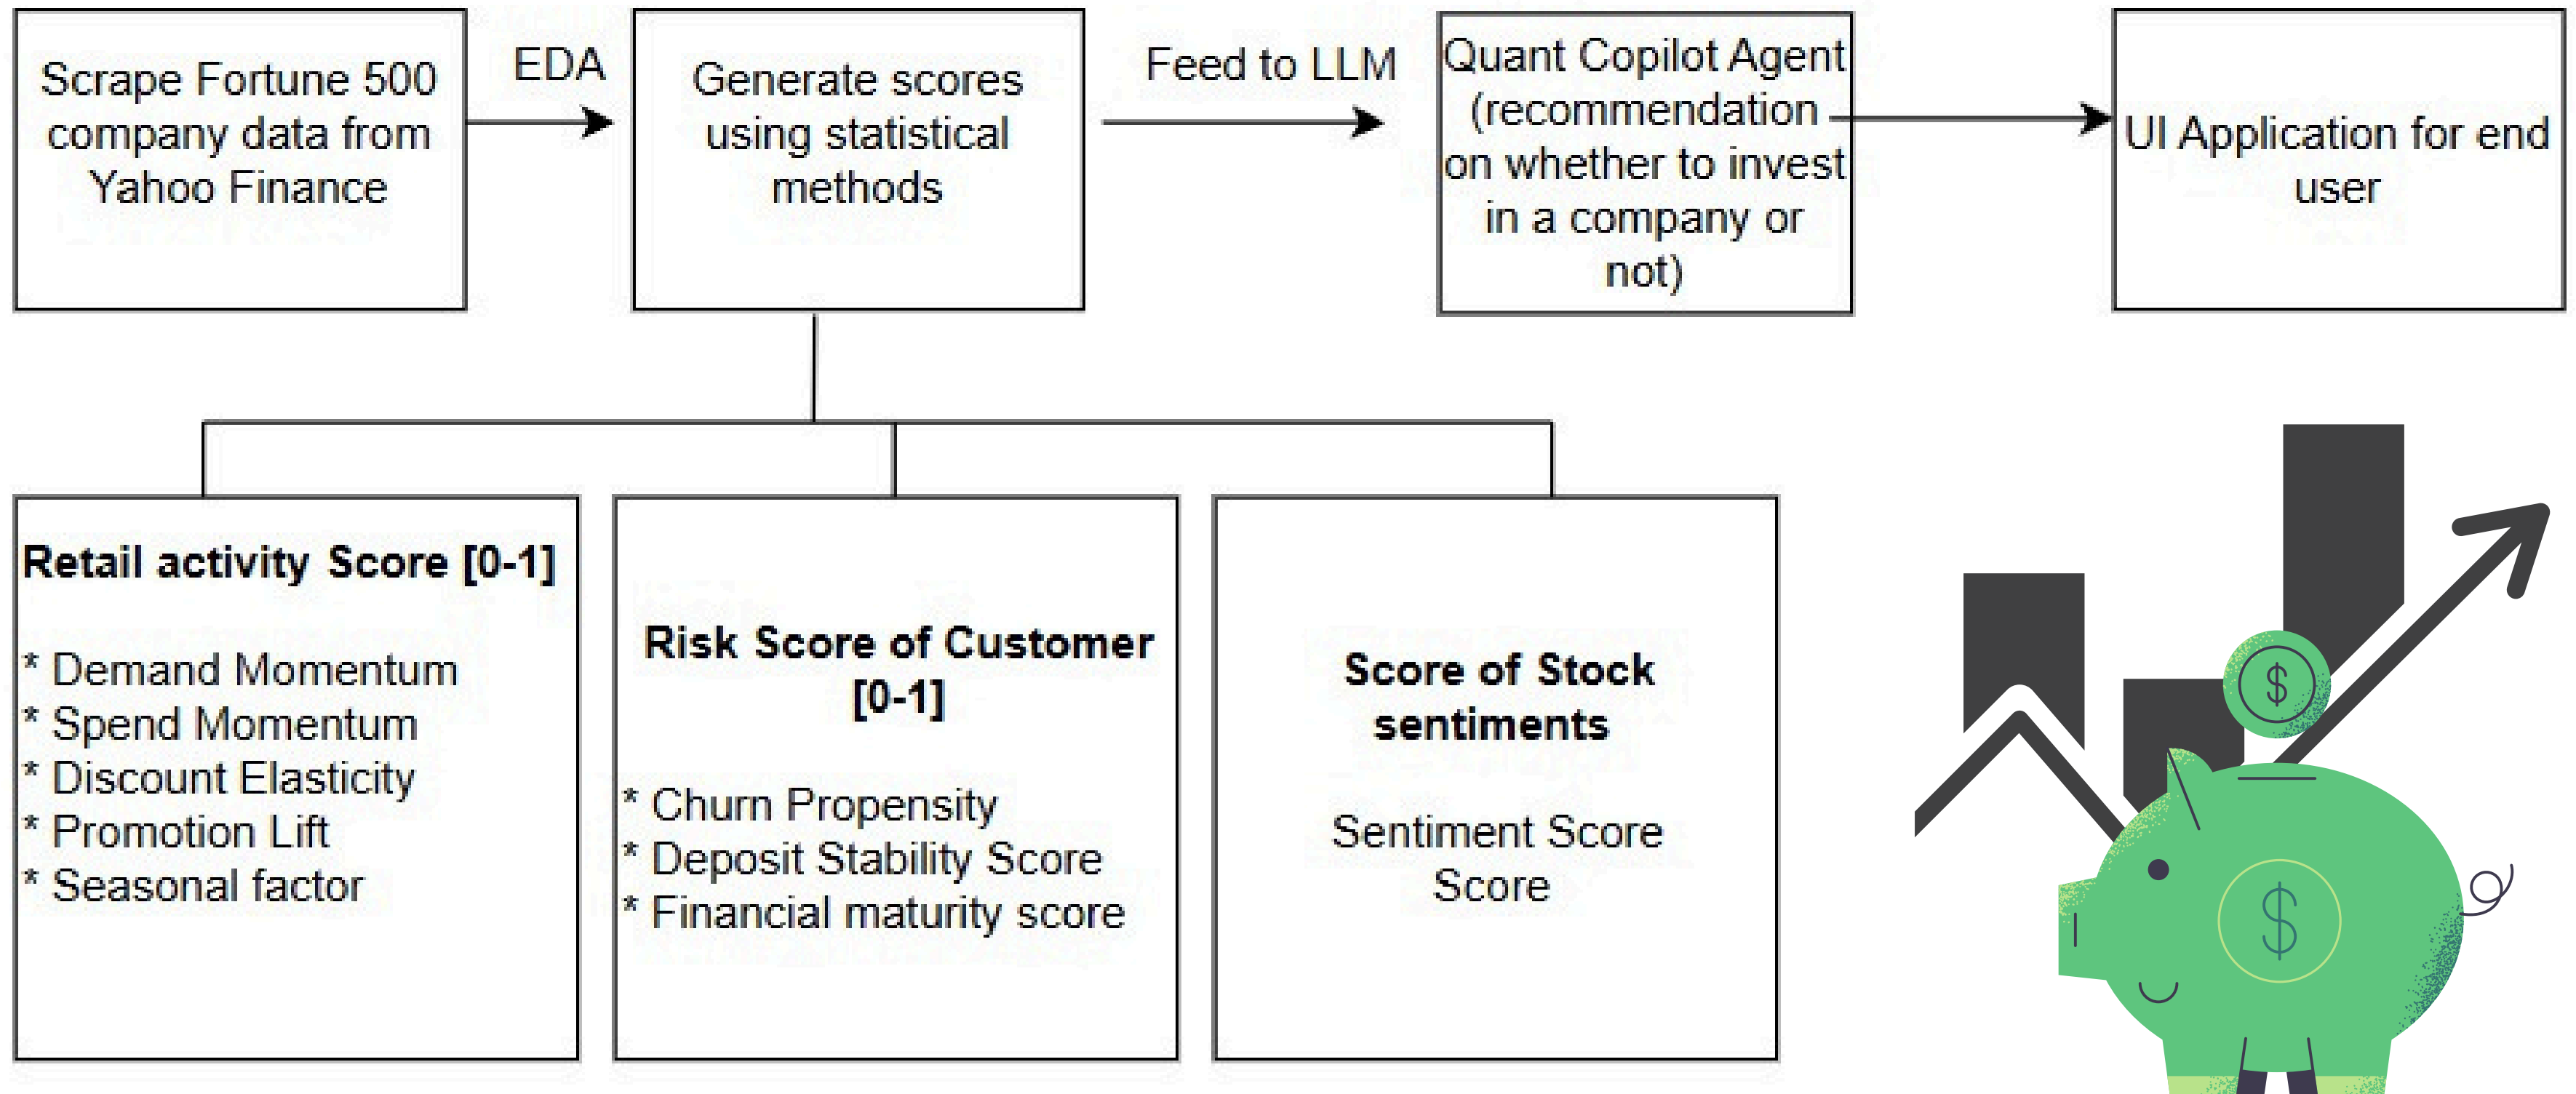 Scrape Fortune 500
company data from
Yahoo Finance
EDA
Generate scores
using statistical
methods
Feed to LLM
Quant Copilot Agent
(recommendation
on whether to invest
in a company or
not)
UI Application for end
user
Retail activity Score [0-1]
* Demand Momentum
* Spend Momentum
* Discount Elasticity
* Promotion Lift
* Seasonal factor
Risk Score of Customer
[0-1]
* Churn Propensity
* Deposit Stability Score
* Financial maturity score
Score of Stock
sentiments
Sentiment Score
Score
$
$